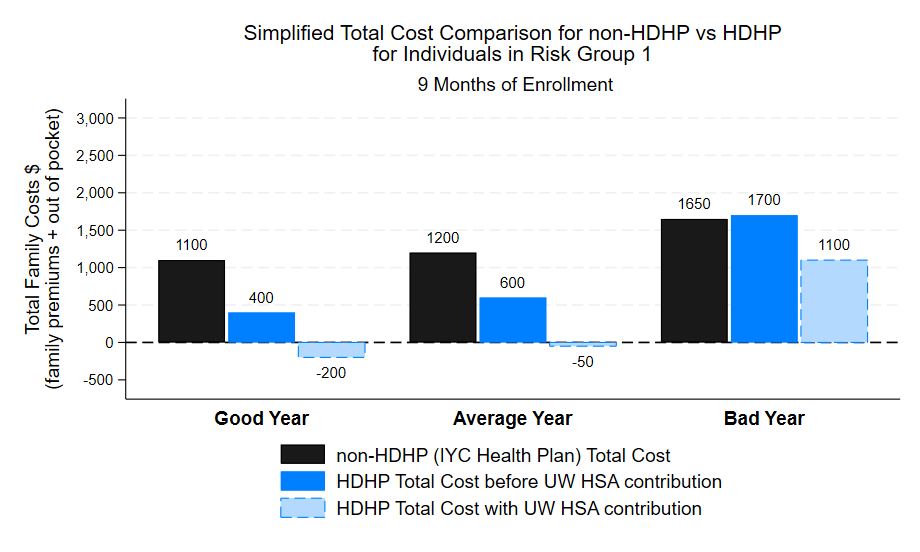 Simplified Total Cost Comparison for non-HDHP vs HDHP
for Individuals in Risk Group 1
9 Months of Enrollment
Total Family Costs $
(family premiums + out of pocket)
3,000
2,500
2,000
1,500
1,000
500
0
-500
1100
400
-200
1200
600
-50
1650
1700
1100
Good Year
Average Year
Bad Year
non-HDHP (IYC Health Plan) Total Cost
HDHP Total Cost before UW HSA contribution
HDHP Total Cost with UW HSA contribution